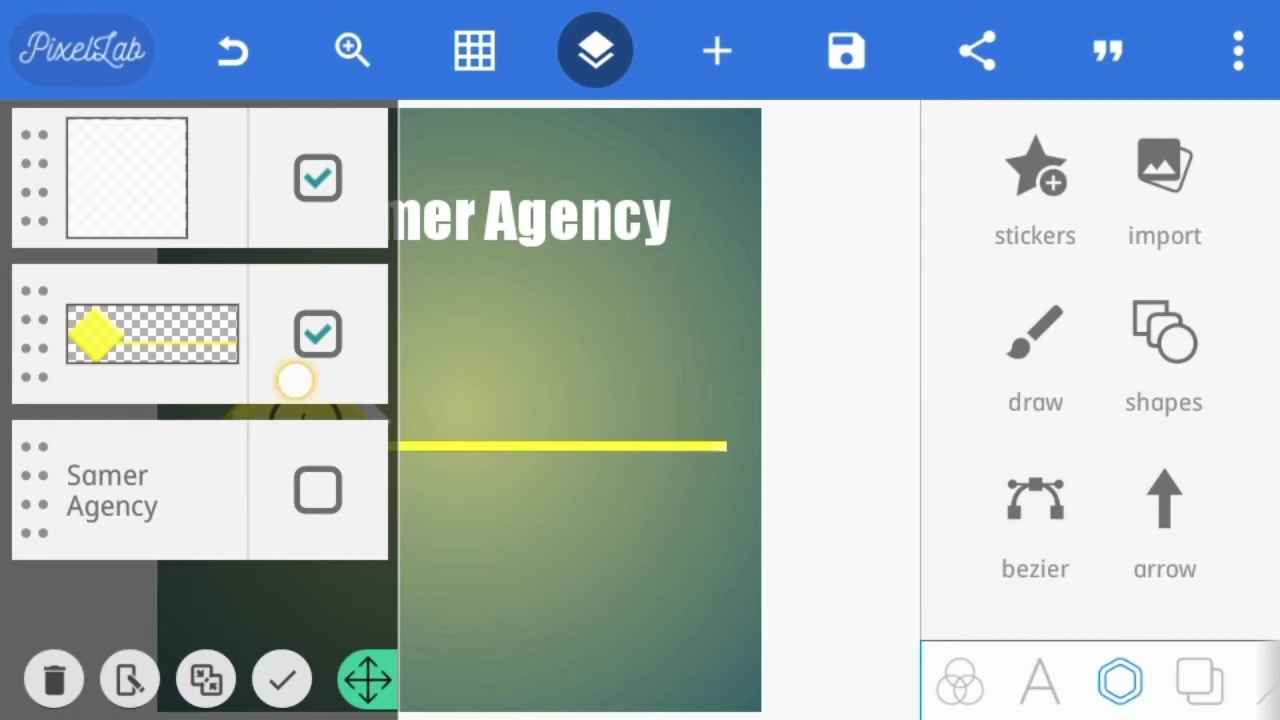 PixelLab
mer Agency
Samer
Agency
stickers
import
draw
shapes
bezier
arrow